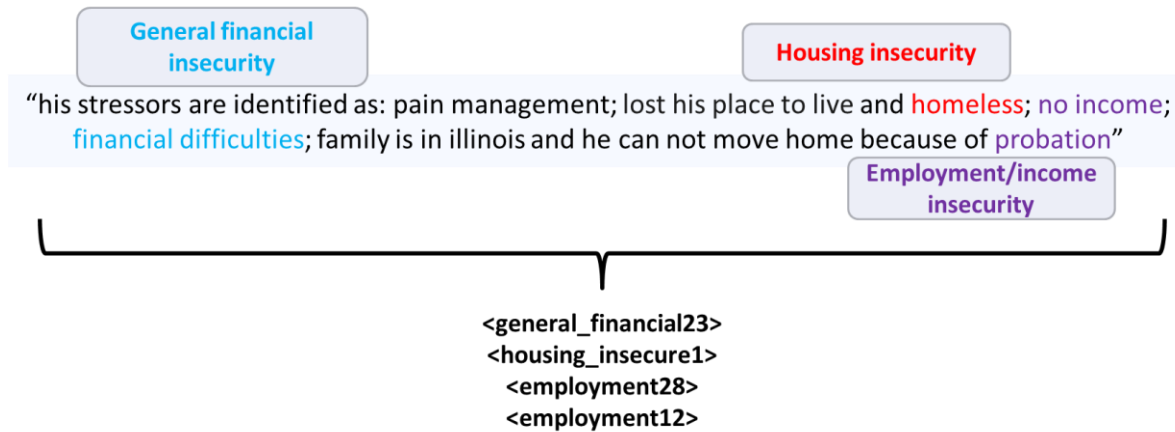 General financial
insecurity
Housing insecurity
“his stressors are identified as: pain management; lost his place to live and homeless; no income;
financial difficulties; family is in illinois and he can not move home because of probation”
Employment/income
insecurity
<general_financial23>
<housing_insecure1>
<employment28>
<employment12>